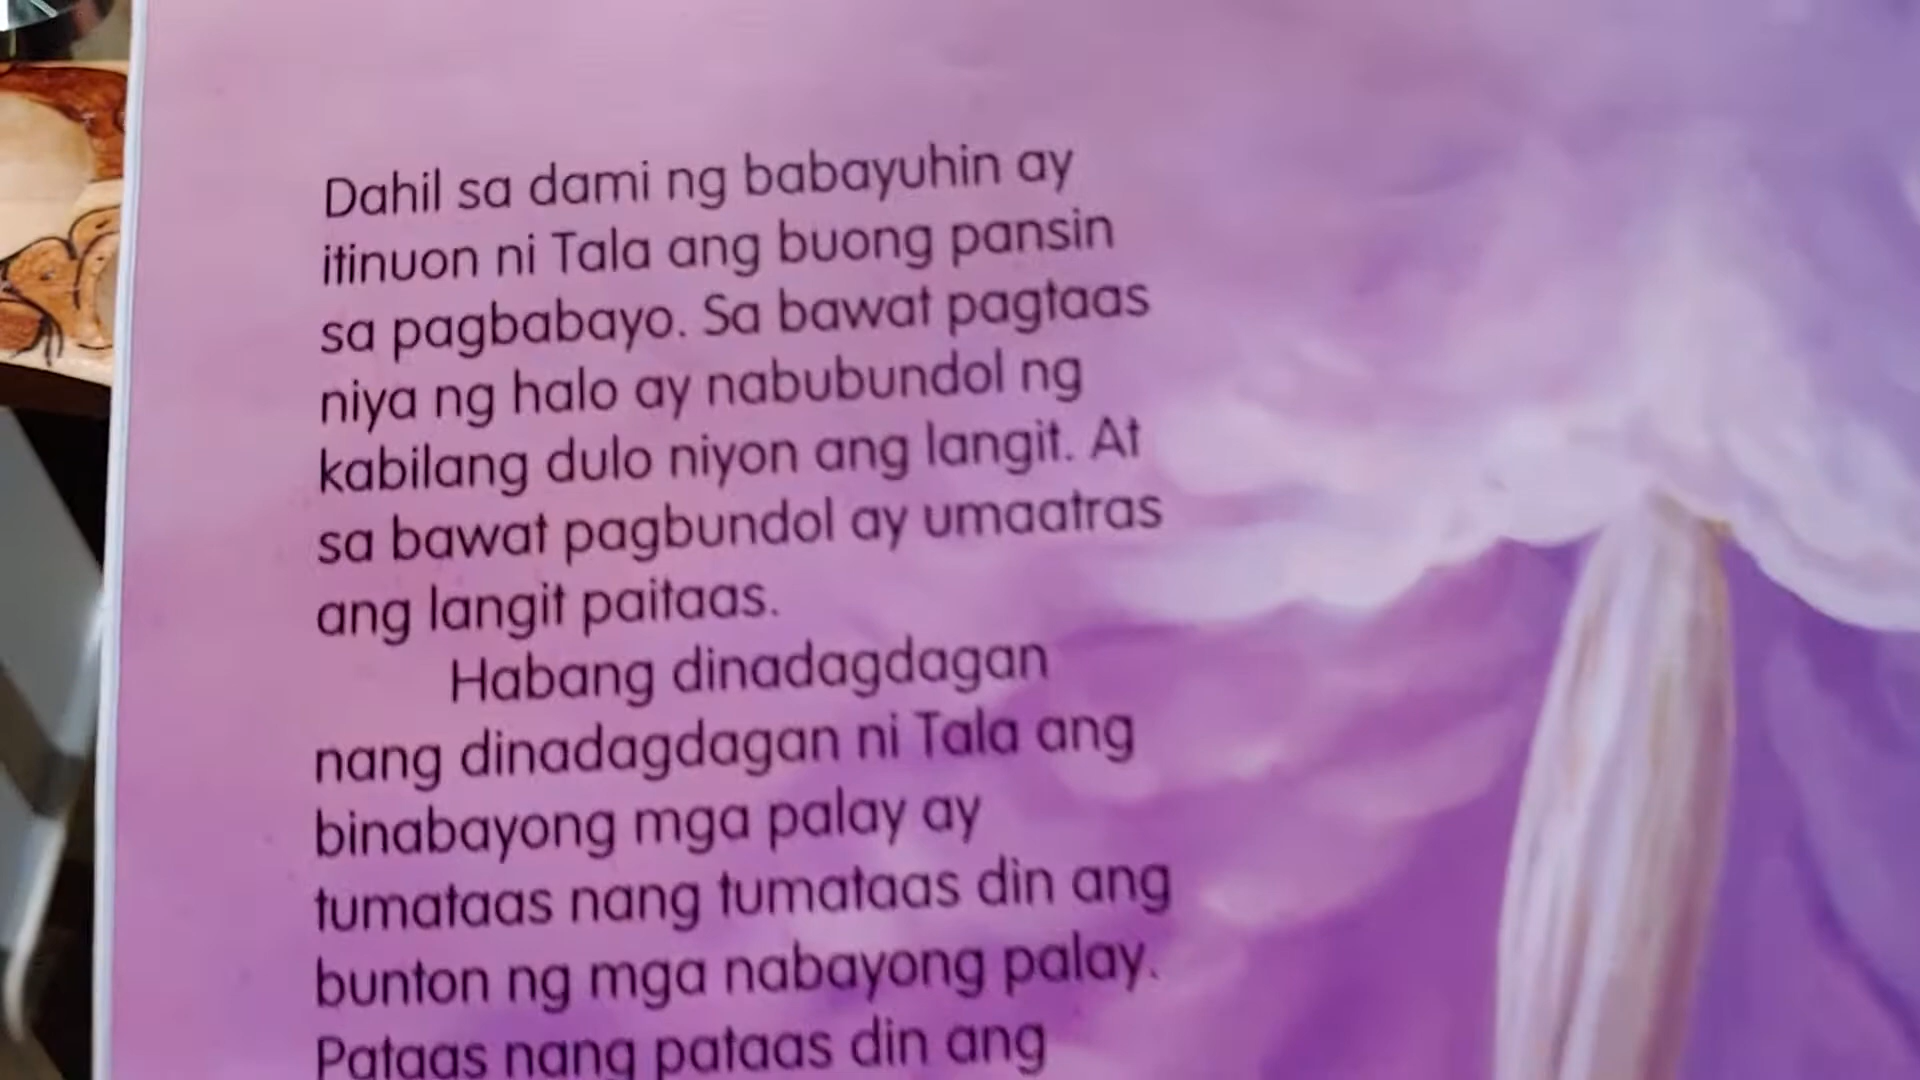 Dahil sa dami ng babayuhin ay
itinuon ni Tala ang buong pansin
sa pagbabayo. Sa bawat pagtaas
niya ng halo ay nabubundol ng
kabilang dulo niyon ang langit. At
sa bawat pagbundol ay umaatras
ang langit paitaas.
Habang dinadagdagan
nang dinadagdagan ni Tala ang
binabayong mga palay ay
tumataas nang tumataas din ang
bunton ng mga nabayong palay.
Pataas nang pataas din ang